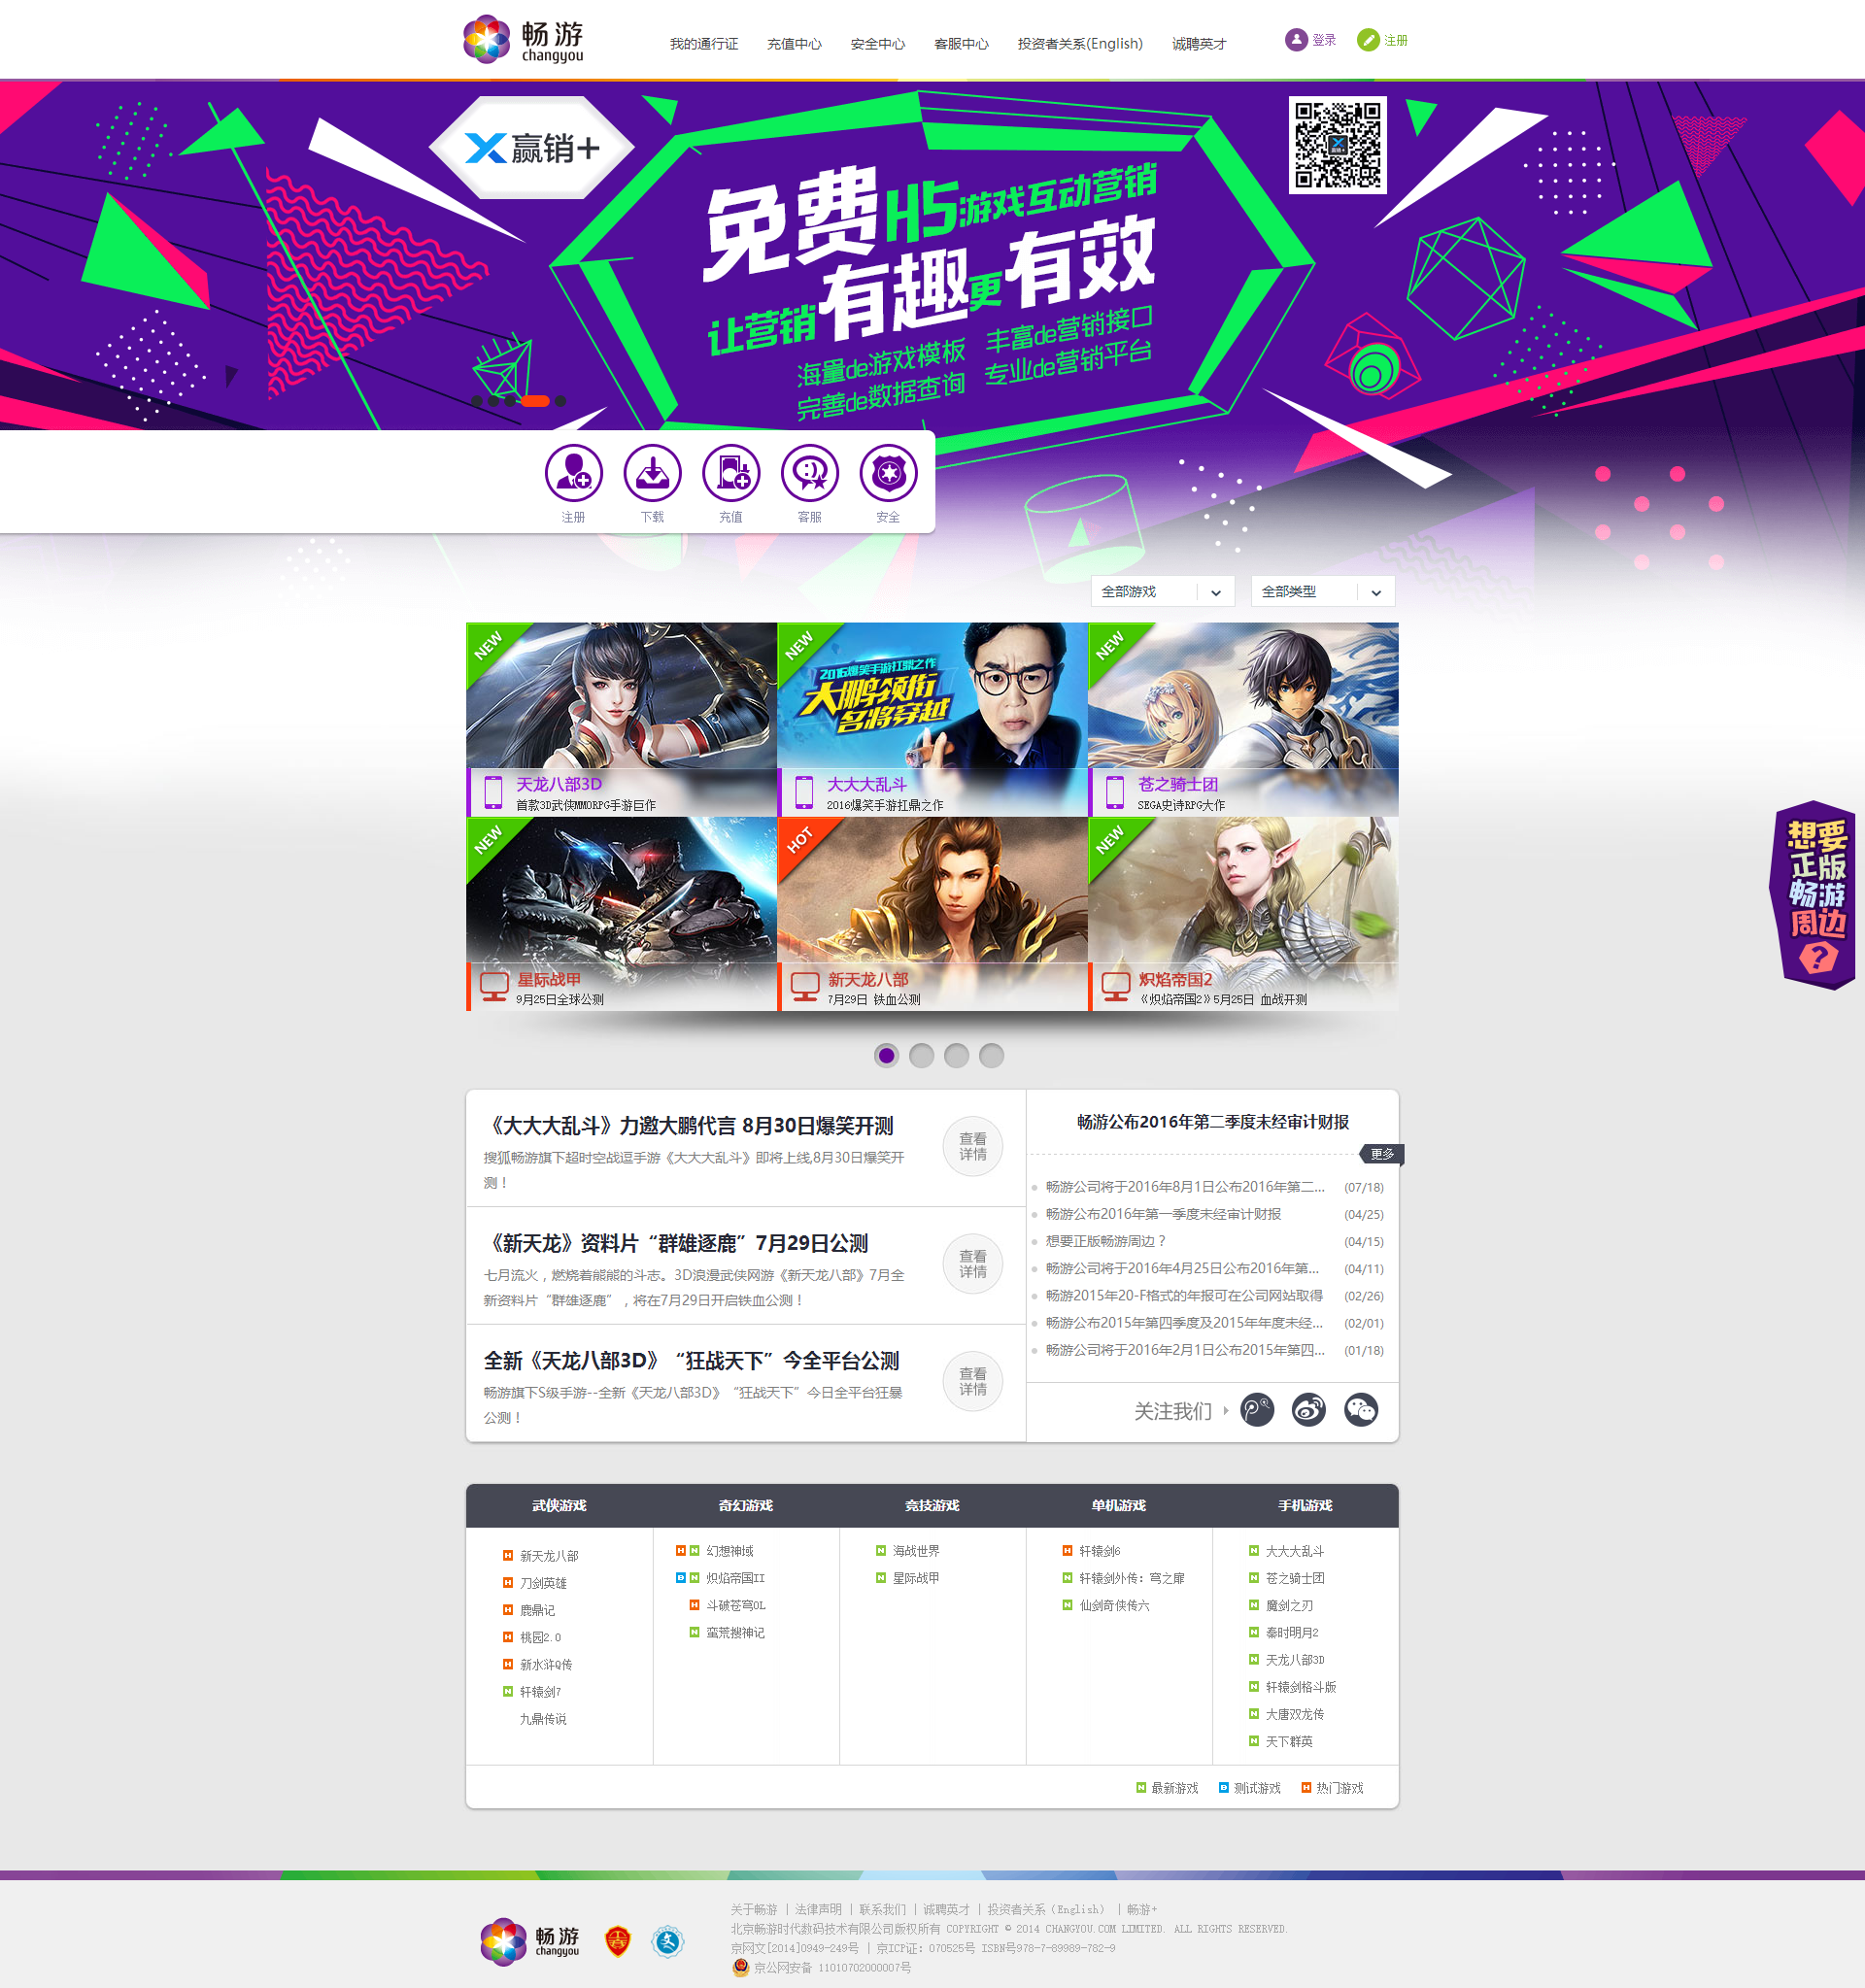 畅游
changyou
我的通行证 充值中心 安全中心 客服中心 投资者关系(English) 诚聘英才
登录 注册
赢销+
免费H5游戏互动营销
让营销有趣更有效
海量de游戏模板 丰富de营销接口
完善de数据查询 专业de营销平台
注册 下载 充值 客服 安全
全部游戏 全部类型
NEW
天龙八部3D
首款3D武侠MMORPG手游巨作
NEW
2016爆笑手游扛鼎之作
大鹏领衔
名将穿越
大大大乱斗
2016爆笑手游扛鼎之作
NEW
苍之骑士团
SEGA史诗RPG大作
NEW
星际战甲
9月25日全球公测
HOT
新天龙八部
7月29日 铁血公测
NEW
炽焰帝国2
《炽焰帝国2》5月25日 血战开测
想要
正版
畅游
周边
?
《大大大乱斗》力邀大鹏代言 8月30日爆笑开测
搜狐畅游旗下超时空战逗手游《大大大乱斗》即将上线,8月30日爆笑开
测！
查看
详情
《新天龙》资料片“群雄逐鹿”7月29日公测
七月流火，燃烧着熊熊的斗志。3D浪漫武侠网游《新天龙八部》7月全
新资料片“群雄逐鹿”，将在7月29日开启铁血公测！
查看
详情
全新《天龙八部3D》“狂战天下”今全平台公测
畅游旗下S级手游--全新《天龙八部3D》“狂战天下”今日全平台狂暴
公测！
查看
详情
畅游公布2016年第二季度未经审计财报
更多
畅游公司将于2016年8月1日公布2016年第二... (07/18)
畅游公布2016年第一季度未经审计财报 (04/25)
想要正版畅游周边？ (04/15)
畅游公司将于2016年4月25日公布2016年第... (04/11)
畅游2015年20-F格式的年报可在公司网站取得 (02/26)
畅游公布2015年第四季度及2015年年度未经... (02/01)
畅游公司将于2016年2月1日公布2015年第四... (01/18)
关注我们
武侠游戏 奇幻游戏 竞技游戏 单机游戏 手机游戏
H 新天龙八部
H 刀剑英雄
H 鹿鼎记
H 桃园2.0
H 新水浒Q传
N 轩辕剑7
九鼎传说
H N 幻想神域
B N 炽焰帝国II
H 斗破苍穹OL
N 蛮荒搜神记
N 海战世界
N 星际战甲
H 轩辕剑6
N 轩辕剑外传: 穹之扉
N 仙剑奇侠传六
N 大大大乱斗
N 苍之骑士团
N 魔剑之刃
N 秦时明月2
N 天龙八部3D
N 轩辕剑格斗版
N 大唐双龙传
N 天下群英
N 最新游戏 B 测试游戏 H 热门游戏
畅游
changyou
关于畅游 | 法律声明 | 联系我们 | 诚聘英才 | 投资者关系（English） | 畅游+
北京畅游时代数码技术有限公司版权所有 COPYRIGHT © 2014 CHANGYOU.COM LIMITED. ALL RIGHTS RESERVED.
京网文[2014]0949-249号 | 京ICP证: 070525号 ISBN号978-7-89989-782-9
京公网安备 11010702000007号